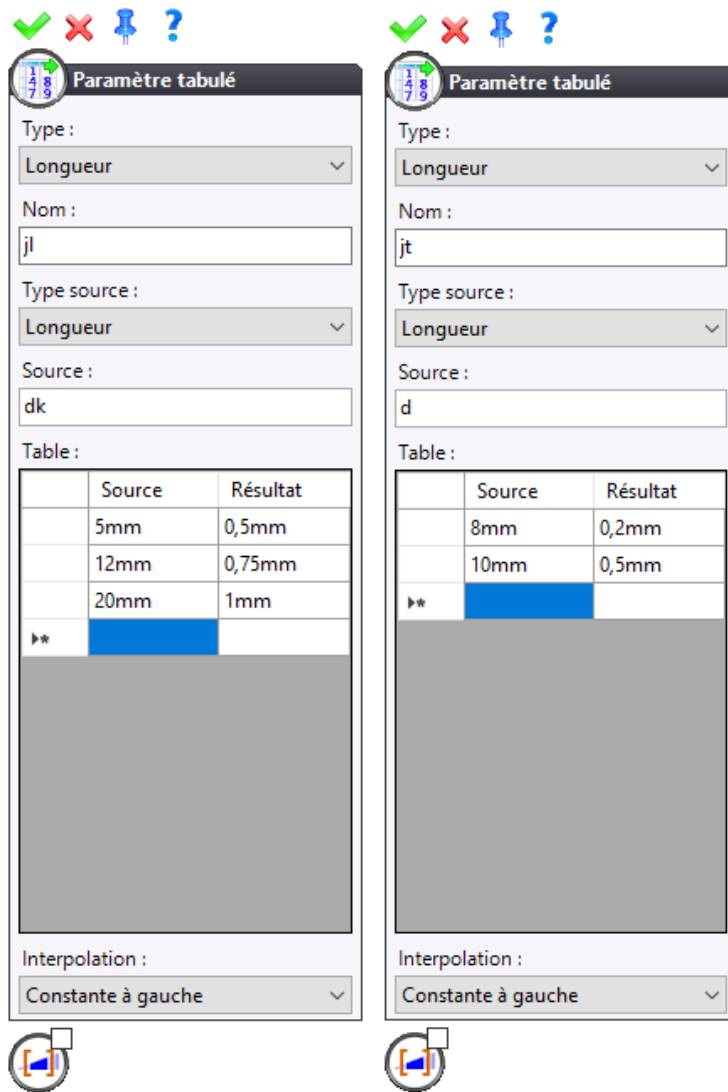 ?
Paramètre tabulé
Type :
Longueur
Nom :
jl
Type source :
Longueur
Source :
dk
Table :
Source Résultat
5mm 0,5mm
12mm 0,75mm
20mm 1mm
Interpolation :
Constante à gauche
?
Paramètre tabulé
Type :
Longueur
Nom :
jt
Type source :
Longueur
Source :
d
Table :
Source Résultat
8mm 0,2mm
10mm 0,5mm
Interpolation :
Constante à gauche